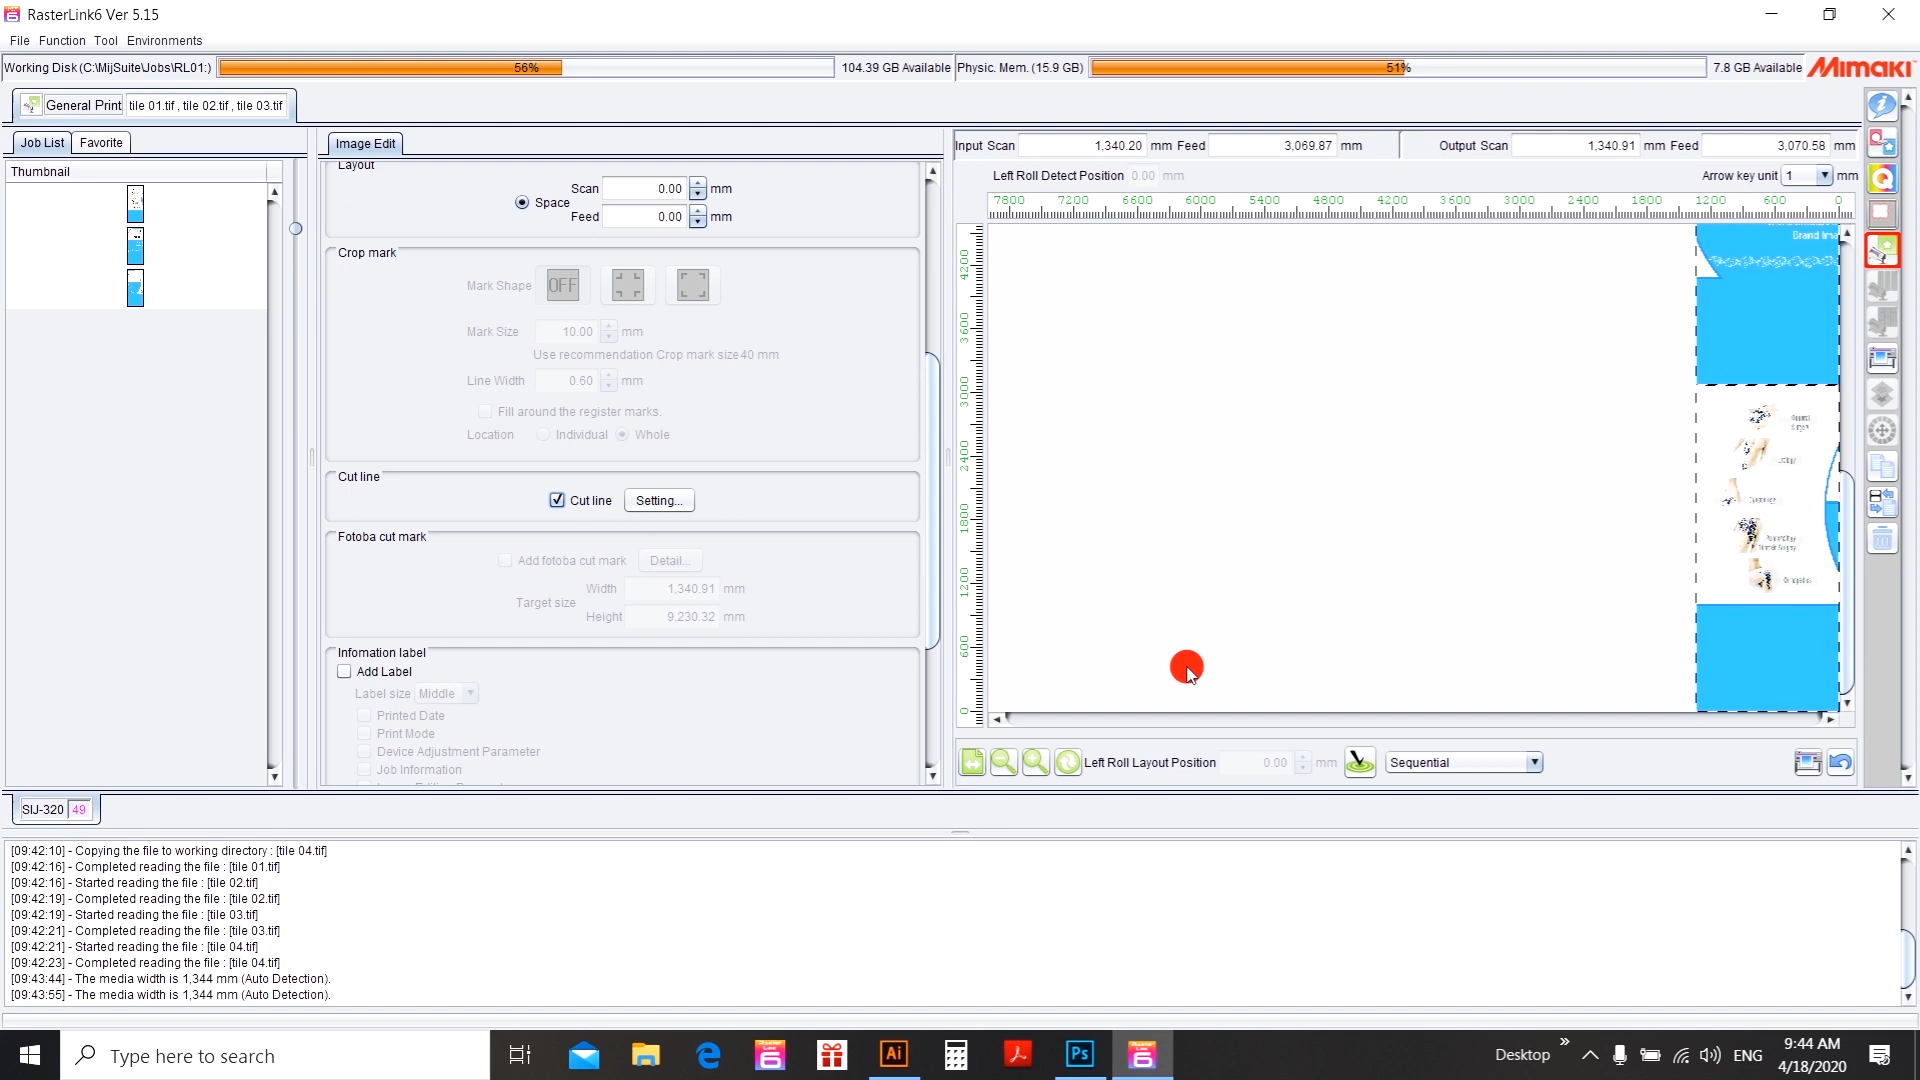 RasterLink6 Ver 5.15
File Function Tool Environments
Working Disk (C:\MijSuite\Jobs\RL01:) 56% 104.39 GB Available Physic. Mem. (15.9 GB) 51% 7.8 GB Available Mimaki
General Print tile 01.tif , tile 02.tif , tile 03.tif
Job List Favorite
Thumbnail
Image Edit
Layout
Space
Scan 0.00 mm
Feed 0.00 mm
Crop mark
Mark Shape OFF
Mark Size 10.00 mm
Use recommendation Crop mark size40 mm
Line Width 0.60 mm
Fill around the register marks.
Location Individual Whole
Cut line
Cut line Setting...
Fotoba cut mark
Add fotoba cut mark Detail...
Target size
Width 1,340.91 mm
Height 9,230.32 mm
Infomation label
Add Label
Label size Middle
Printed Date
Print Mode
Device Adjustment Parameter
Job Information
Input Scan 1,340.20 mm Feed 3,069.87 mm Output Scan 1,340.91 mm Feed 3,070.58 mm
Left Roll Detect Position 0.00 mm Arrow key unit 1 mm
7800 7200 6600 6000 5400 4800 4200 3600 3000 2400 1800 1200 600 0
4200
3600
3000
2400
1800
1200
600
0
Brand Ima
Left Roll Layout Position 0.00 mm Sequential
SIJ-320 49
[09:42:10] - Copying the file to working directory : [tile 04.tif]
[09:42:16] - Completed reading the file : [tile 01.tif]
[09:42:16] - Started reading the file : [tile 02.tif]
[09:42:19] - Completed reading the file : [tile 02.tif]
[09:42:19] - Started reading the file : [tile 03.tif]
[09:42:21] - Completed reading the file : [tile 03.tif]
[09:42:21] - Started reading the file : [tile 04.tif]
[09:42:23] - Completed reading the file : [tile 04.tif]
[09:43:44] - The media width is 1,344 mm (Auto Detection).
[09:43:55] - The media width is 1,344 mm (Auto Detection).
Type here to search
Ai
Ps
Desktop
ENG
9:44 AM
4/18/2020